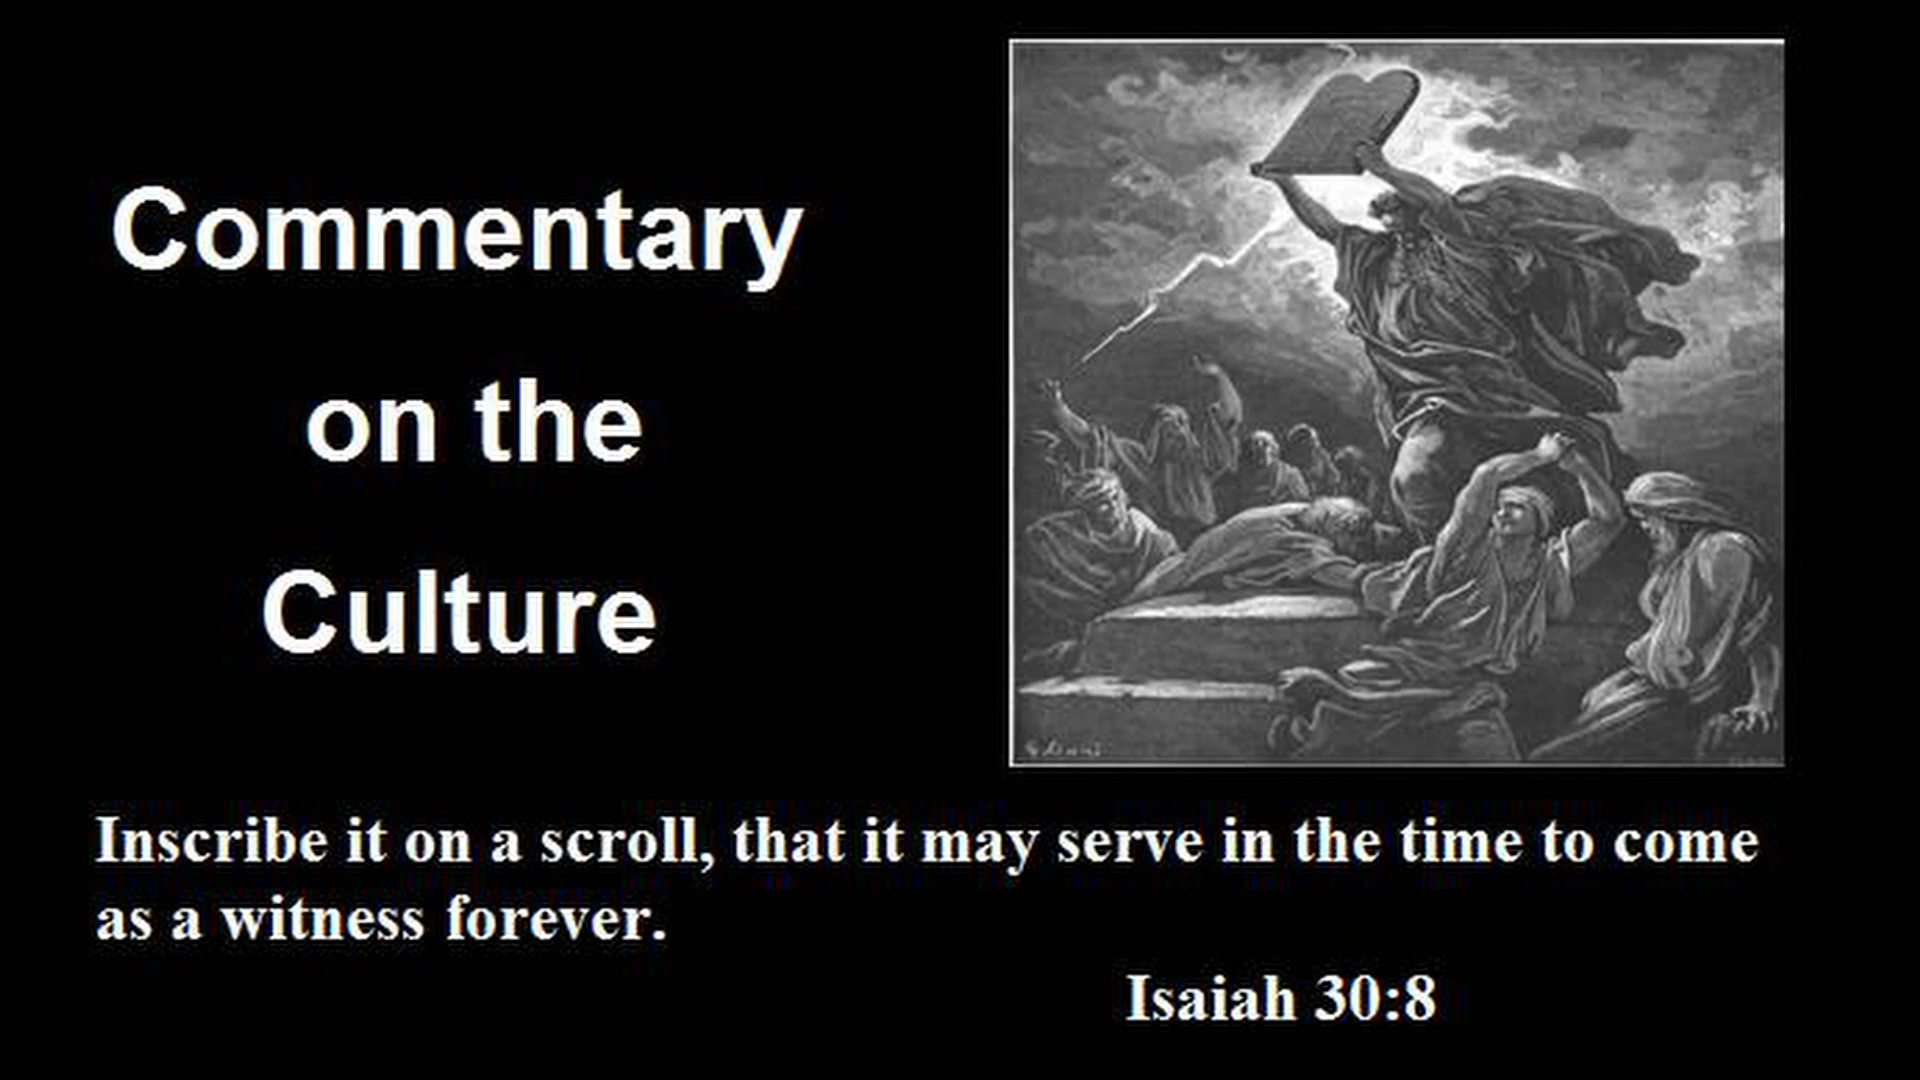 Commentary
on the
Culture
Inscribe it on a scroll, that it may serve in the time to come
as a witness forever.
Isaiah 30:8